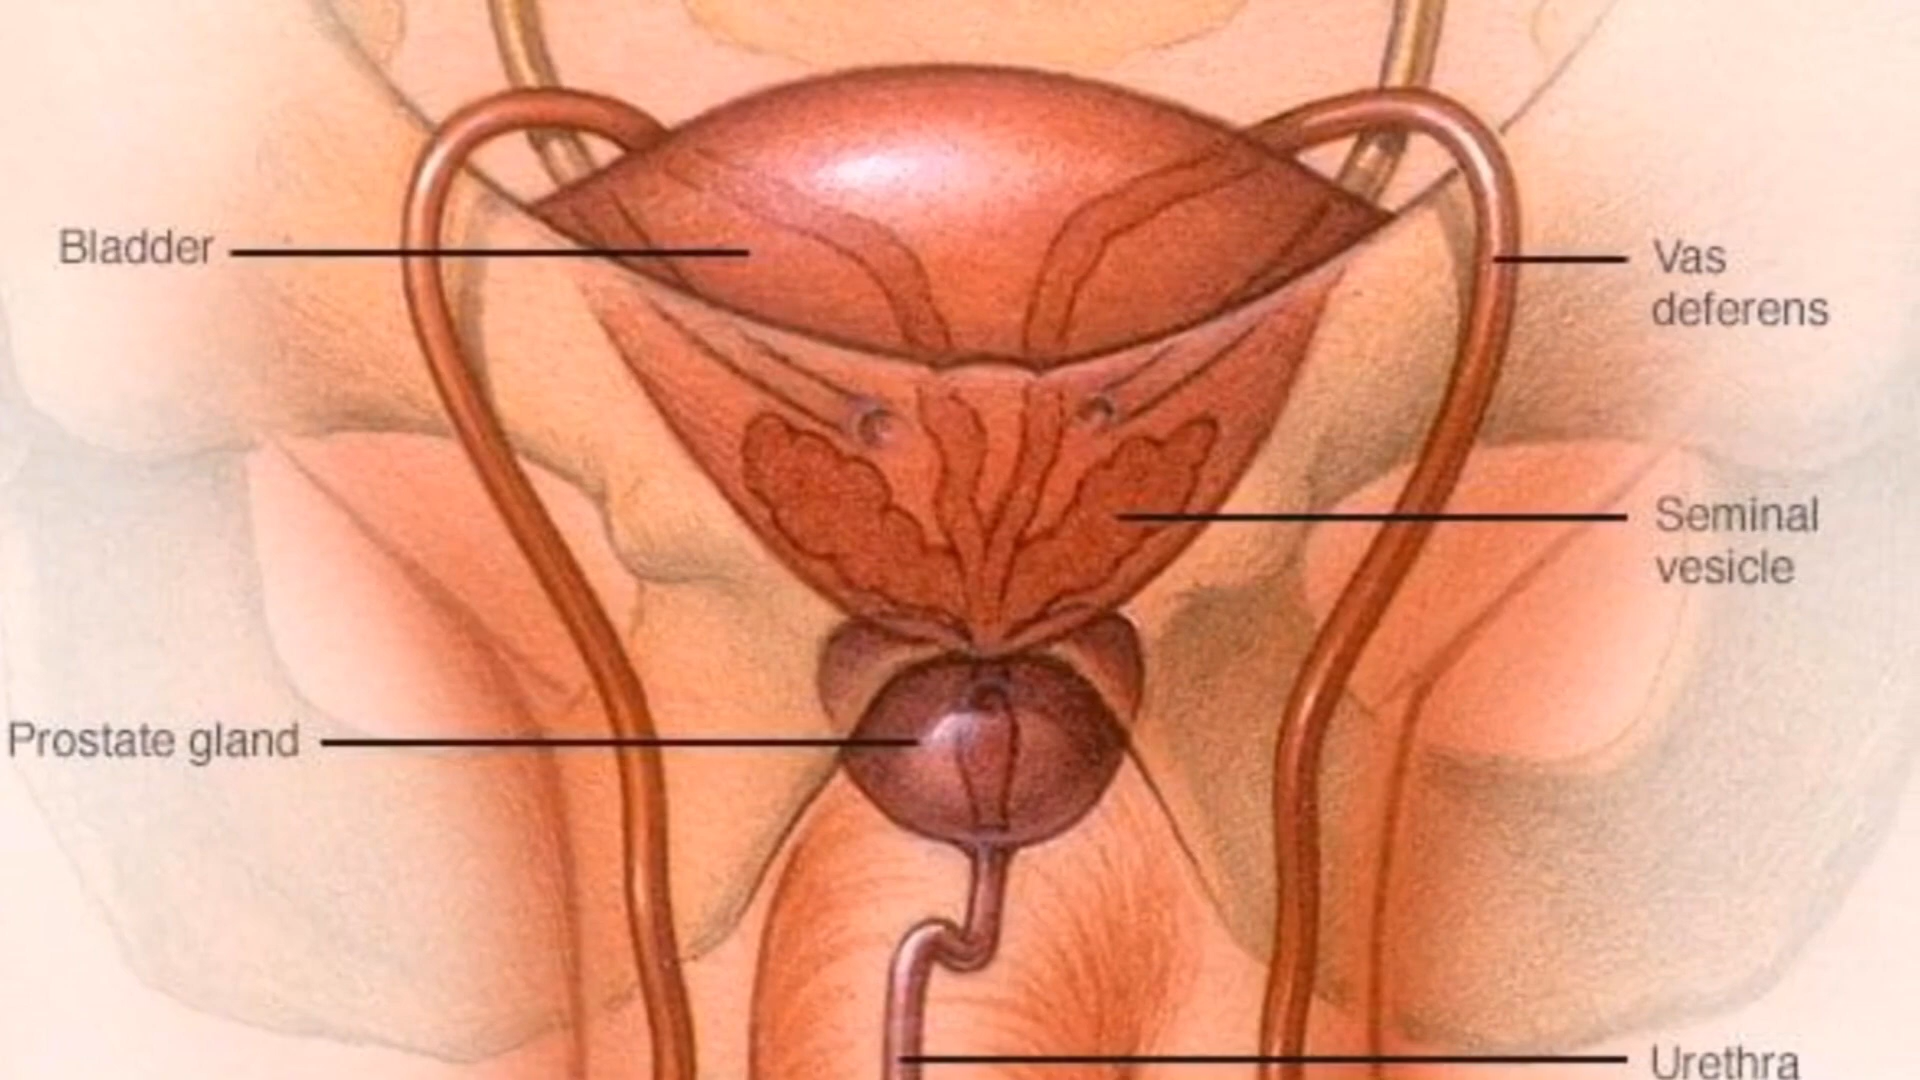 Bladder
Vas
deferens
Seminal
vesicle
Prostate gland
Urethra